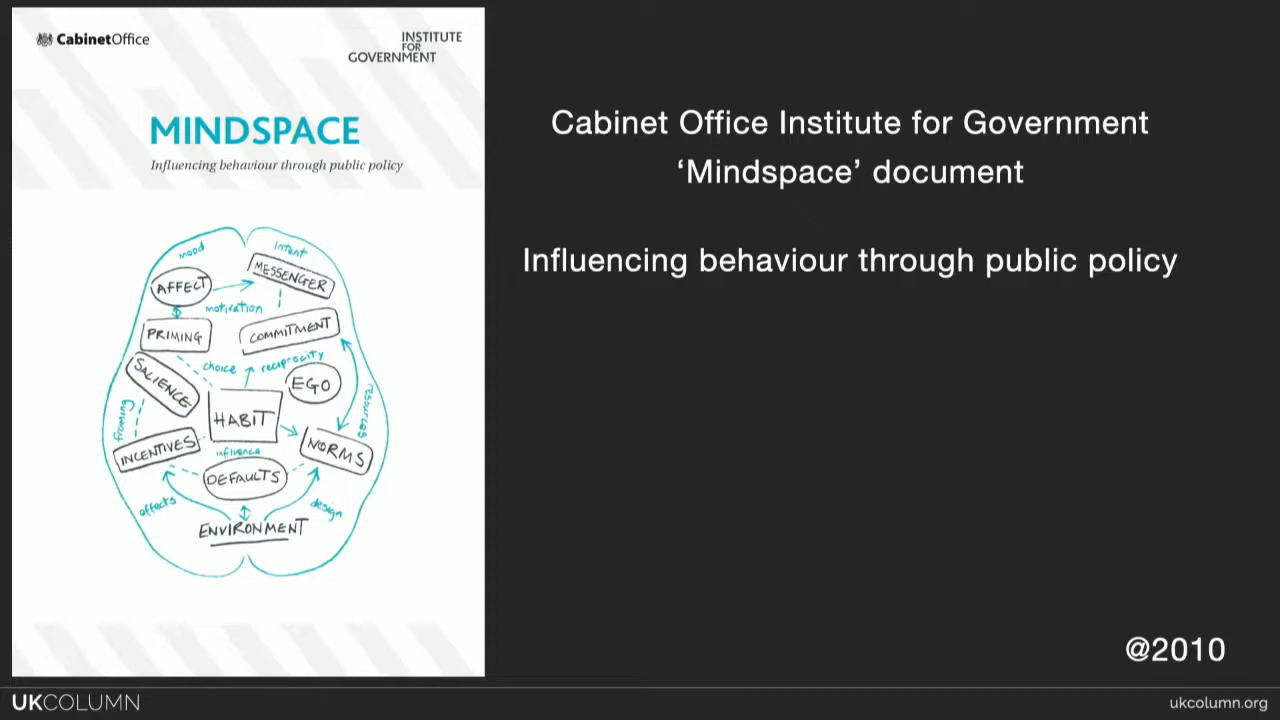 CabinetOffice
INSTITUTE
FOR
GOVERNMENT
MINDSPACE
Influencing behaviour through public policy
mood
intent
AFFECT
MESSENGER
motivation
PRIMING
COMMITMENT
choice
reciprocity
SALIENCE
EGO
framing
HABIT
resources
INCENTIVES
influence
NORMS
DEFAULTS
effects
design
ENVIRONMENT
Cabinet Office Institute for Government
‘Mindspace’ document
Influencing behaviour through public policy
@2010
UKCOLUMN
ukcolumn.org